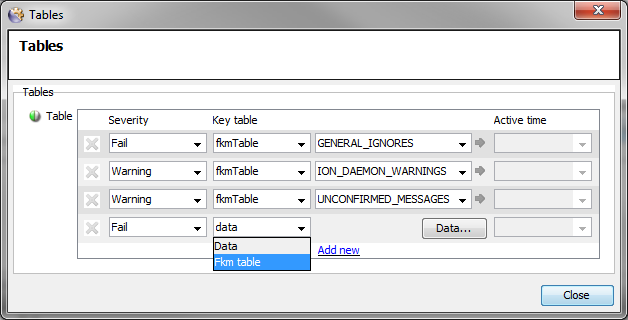 Tables
Tables
Tables
Table
Severity Key table Active time
Fail fkmTable GENERAL_IGNORES
Warning fkmTable ION_DAEMON_WARNINGS
Warning fkmTable UNCONFIRMED_MESSAGES
Fail data Data...
Data
Fkm table
Add new
Close